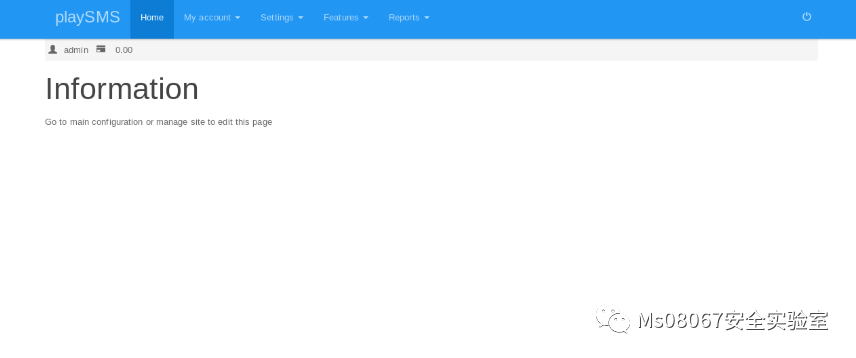 playSMS Home My account Settings Features Reports
admin 0.00
Information
Go to main configuration or manage site to edit this page
Ms08067安全实验室